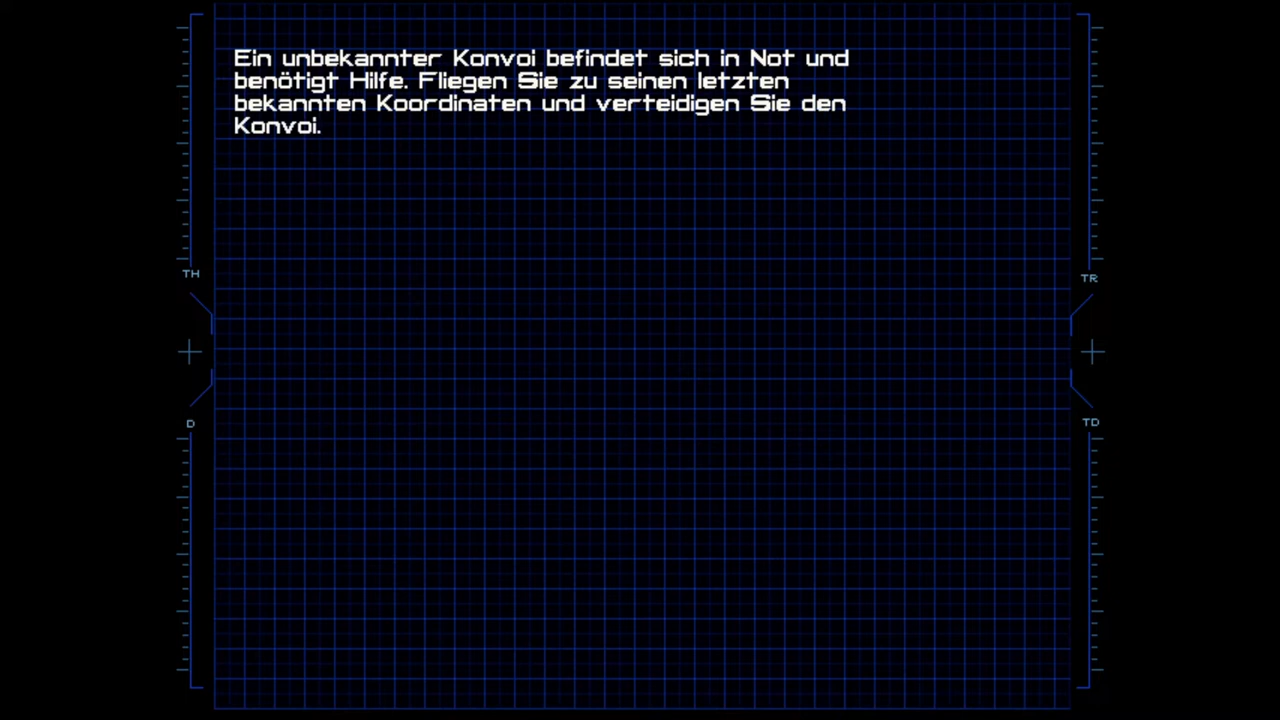 Ein unbekannter Konvoi befindet sich in Not und
benötigt Hilfe. Fliegen Sie zu seinen letzten
bekannten Koordinaten und verteidigen Sie den
Konvoi.
TH
TR
D
TD